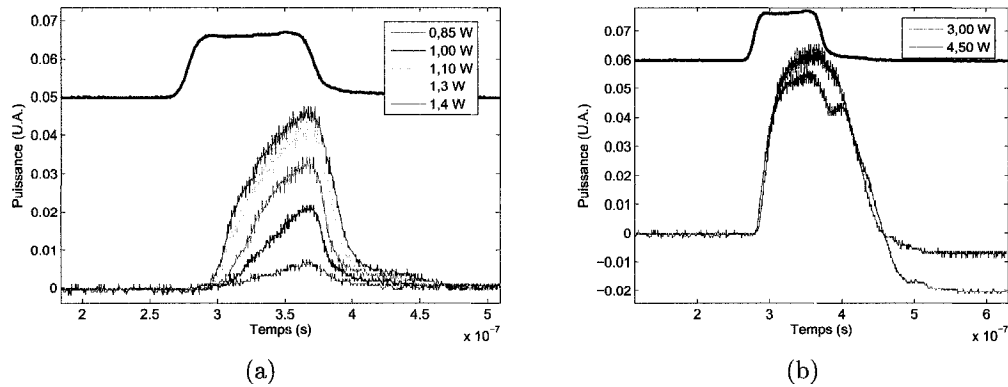 0.07
0.06
0.05
0.04
0.03
0.02
0.01
0
Puissance (U.A.)
2
2.5
3
3.5
4
4.5
5
Temps (s)
x 10⁻⁷
0,85 W
1,00 W
1,10 W
1,3 W
1,4 W
(a)
0.06
0.05
0.04
0.03
0.02
0.01
0
−0.01
−0.02
Puissance (U.A.)
2
3
4
5
6
Temps (s)
x 10⁻⁷
3,00 W
4,50 W
(b)